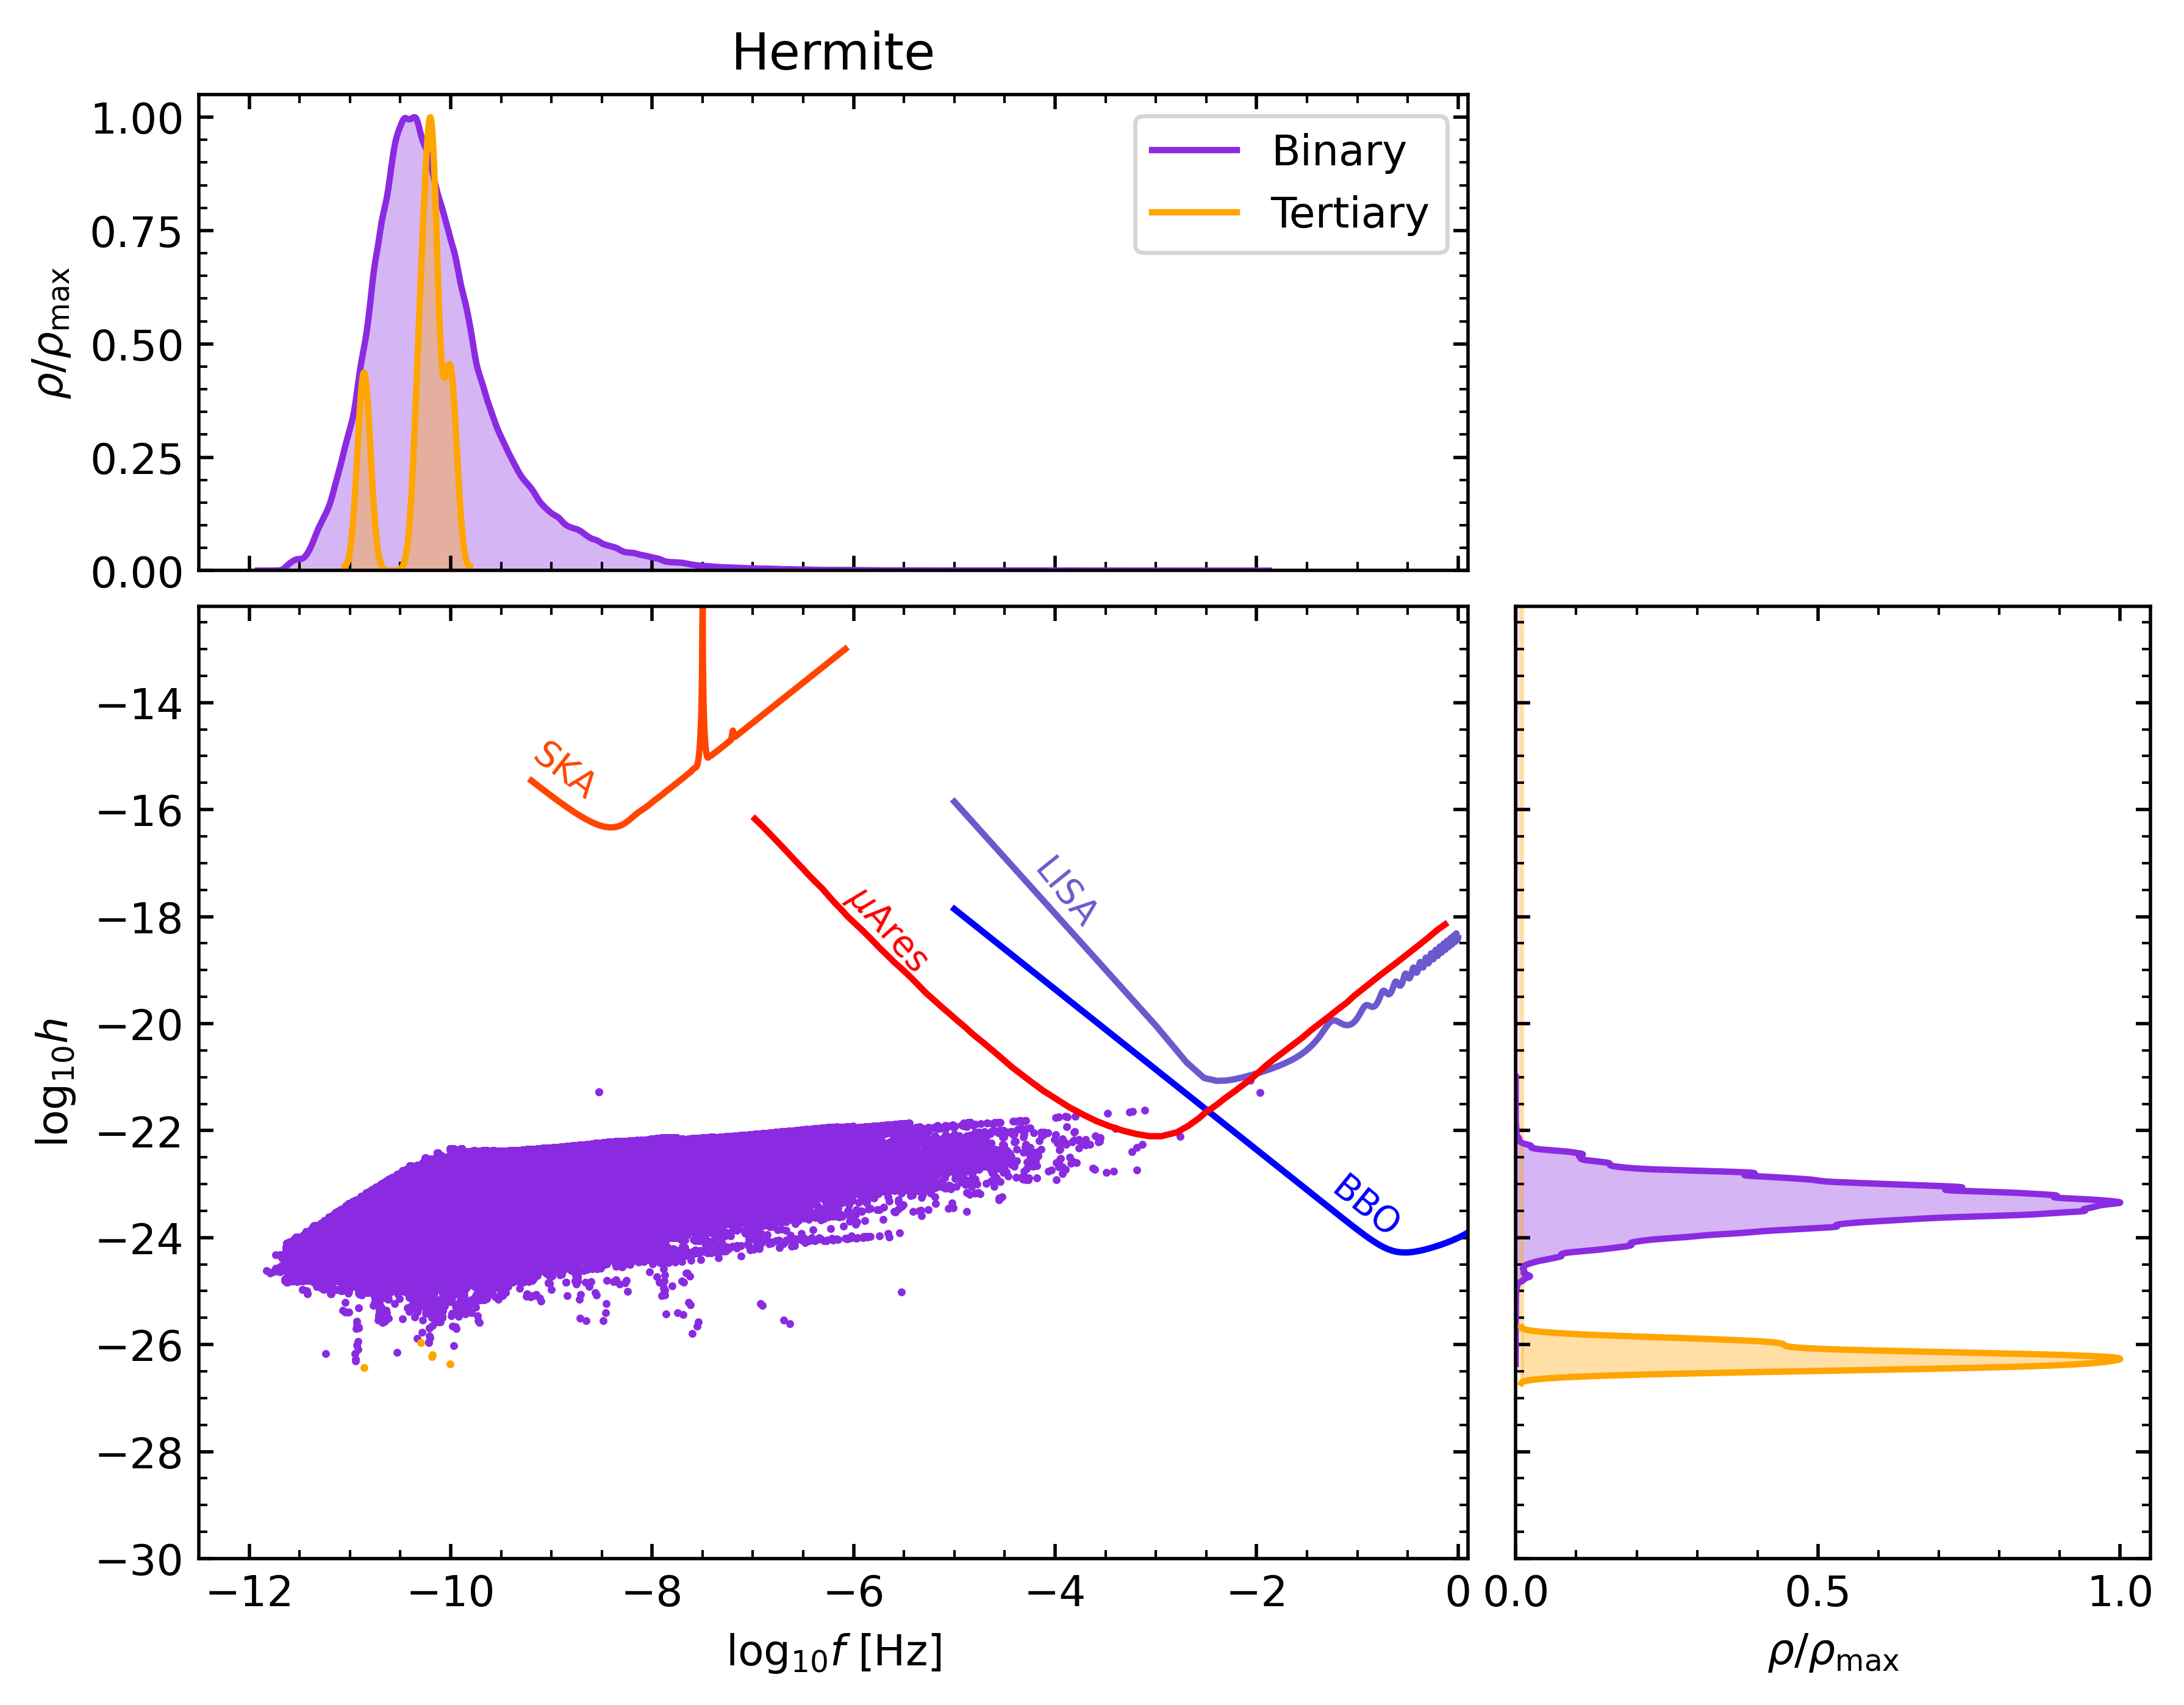 Hermite
1.00
0.75
0.50
0.25
0.00
ρ/ρmax
Binary
Tertiary
−14
−16
−18
−20
−22
−24
−26
−28
−30
log10h
SKA
μAres
LISA
BBO
−12 −10 −8 −6 −4 −2 0
log10f [Hz]
0.0 0.5 1.0
ρ/ρmax